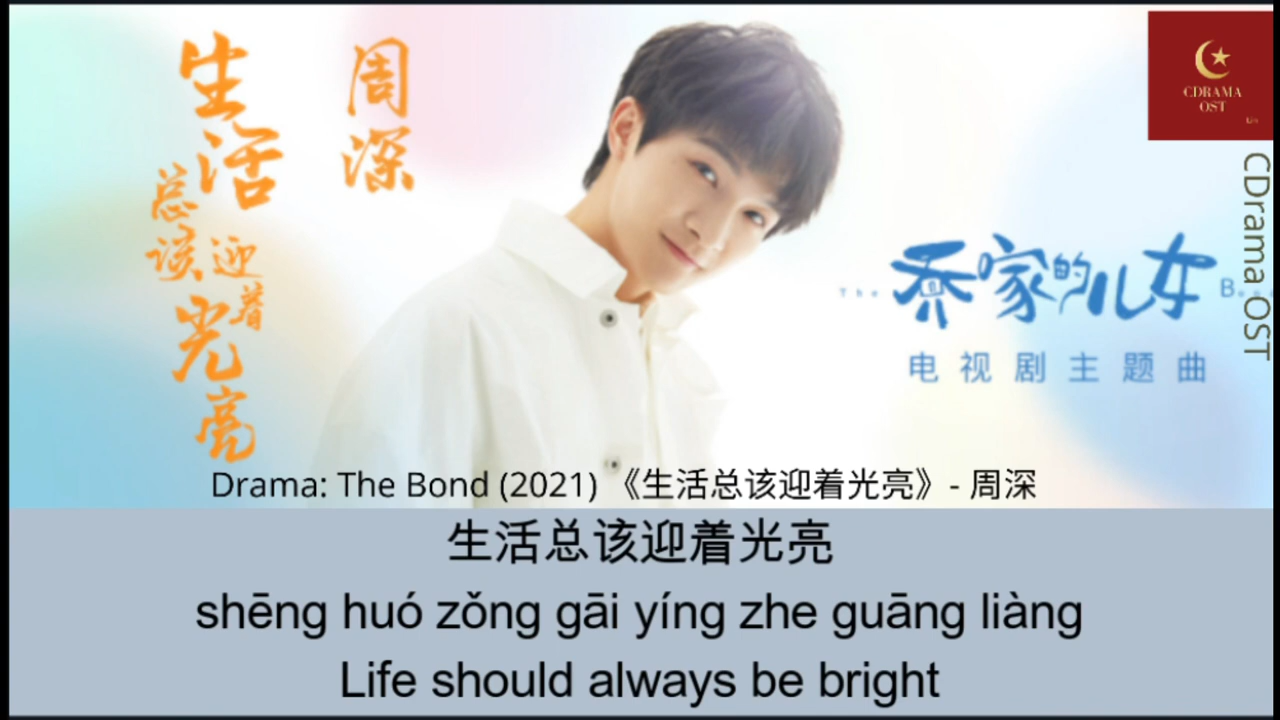 生活
总该迎着
光亮
周深
CDRAMA
OST
CDrama OST
The Bond
乔家的儿女
电视剧主题曲
Drama: The Bond (2021) 《生活总该迎着光亮》- 周深
生活总该迎着光亮
shēng huó zǒng gāi yíng zhe guāng liàng
Life should always be bright